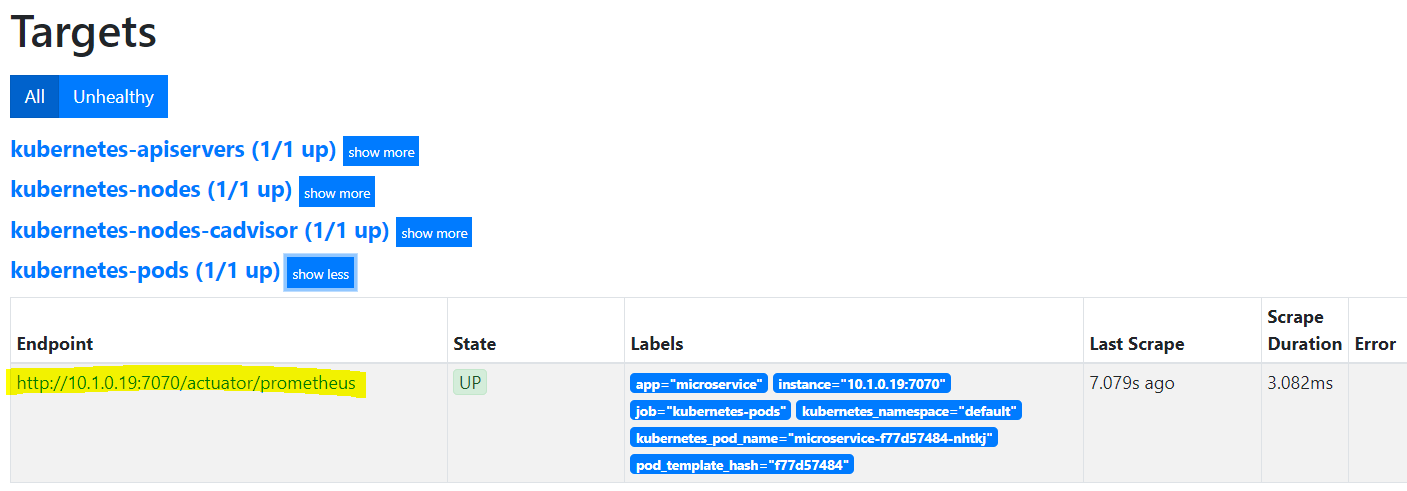 Targets
All Unhealthy
kubernetes-apiservers (1/1 up) show more
kubernetes-nodes (1/1 up) show more
kubernetes-nodes-cadvisor (1/1 up) show more
kubernetes-pods (1/1 up) show less
Endpoint State Labels Last Scrape Scrape Duration Error
http://10.1.0.19:7070/actuator/prometheus UP app="microservice" instance="10.1.0.19:7070" 7.079s ago 3.082ms
job="kubernetes-pods" kubernetes_namespace="default"
kubernetes_pod_name="microservice-f77d57484-nhtkj"
pod_template_hash="f77d57484"